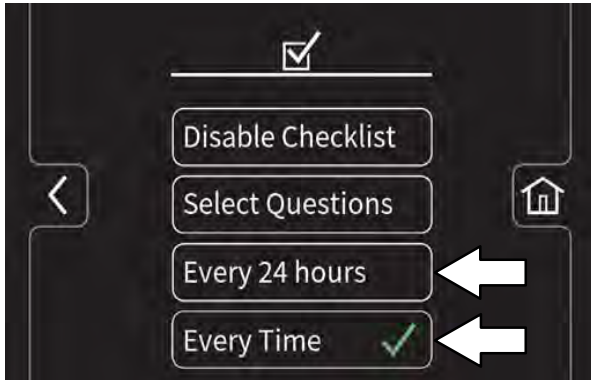 Disable Checklist
Select Questions
Every 24 hours
Every Time